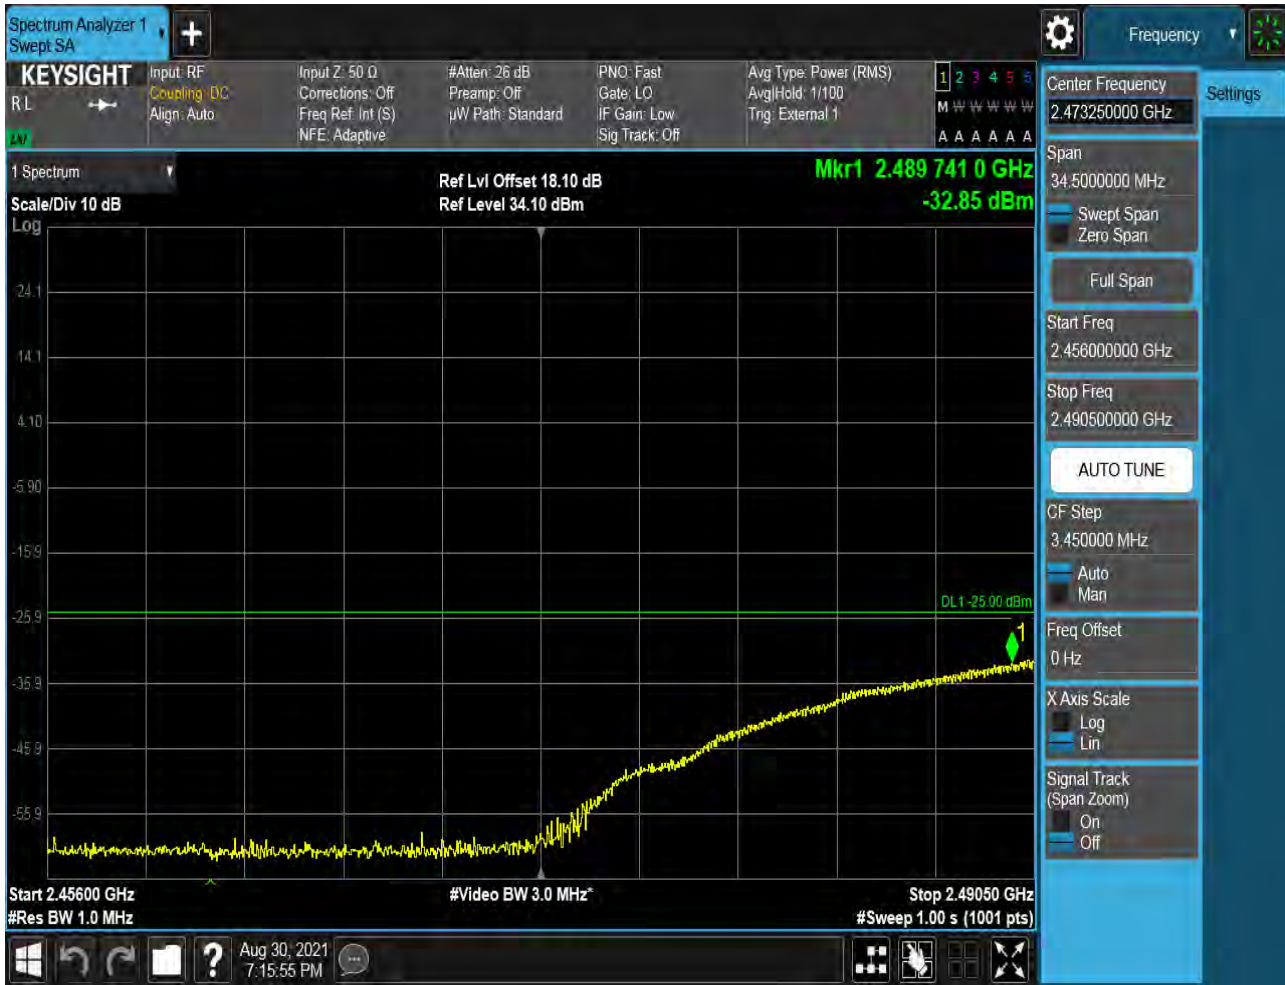 Spectrum Analyzer 1
Swept SA
Frequency
KEYSIGHT
R L
LNI
Input: RF
Coupling: DC
Align: Auto
Input Z: 50 Ω
Corrections: Off
Freq Ref: Int (S)
NFE: Adaptive
#Atten: 26 dB
Preamp: Off
µW Path: Standard
PNO: Fast
Gate: LO
IF Gain: Low
Sig Track: Off
Avg Type: Power (RMS)
Avg|Hold: 1/100
Trig: External 1
1 2 3 4 5 6
M W W W W W
A A A A A A
1 Spectrum
Scale/Div 10 dB
Log
Ref Lvl Offset 18.10 dB
Ref Level 34.10 dBm
Mkr1 2.489 741 0 GHz
-32.85 dBm
24.1
14.1
4.10
-5.90
-15.9
DL1 -25.00 dBm
-25.9
1
-35.9
-45.9
-55.9
Start 2.45600 GHz
#Res BW 1.0 MHz
#Video BW 3.0 MHz*
Stop 2.49050 GHz
#Sweep 1.00 s (1001 pts)
Aug 30, 2021
7:15:55 PM
Center Frequency
2.473250000 GHz
Settings
Span
34.5000000 MHz
Swept Span
Zero Span
Full Span
Start Freq
2.456000000 GHz
Stop Freq
2.490500000 GHz
AUTO TUNE
CF Step
3.450000 MHz
Auto
Man
Freq Offset
0 Hz
X Axis Scale
Log
Lin
Signal Track
(Span Zoom)
On
Off